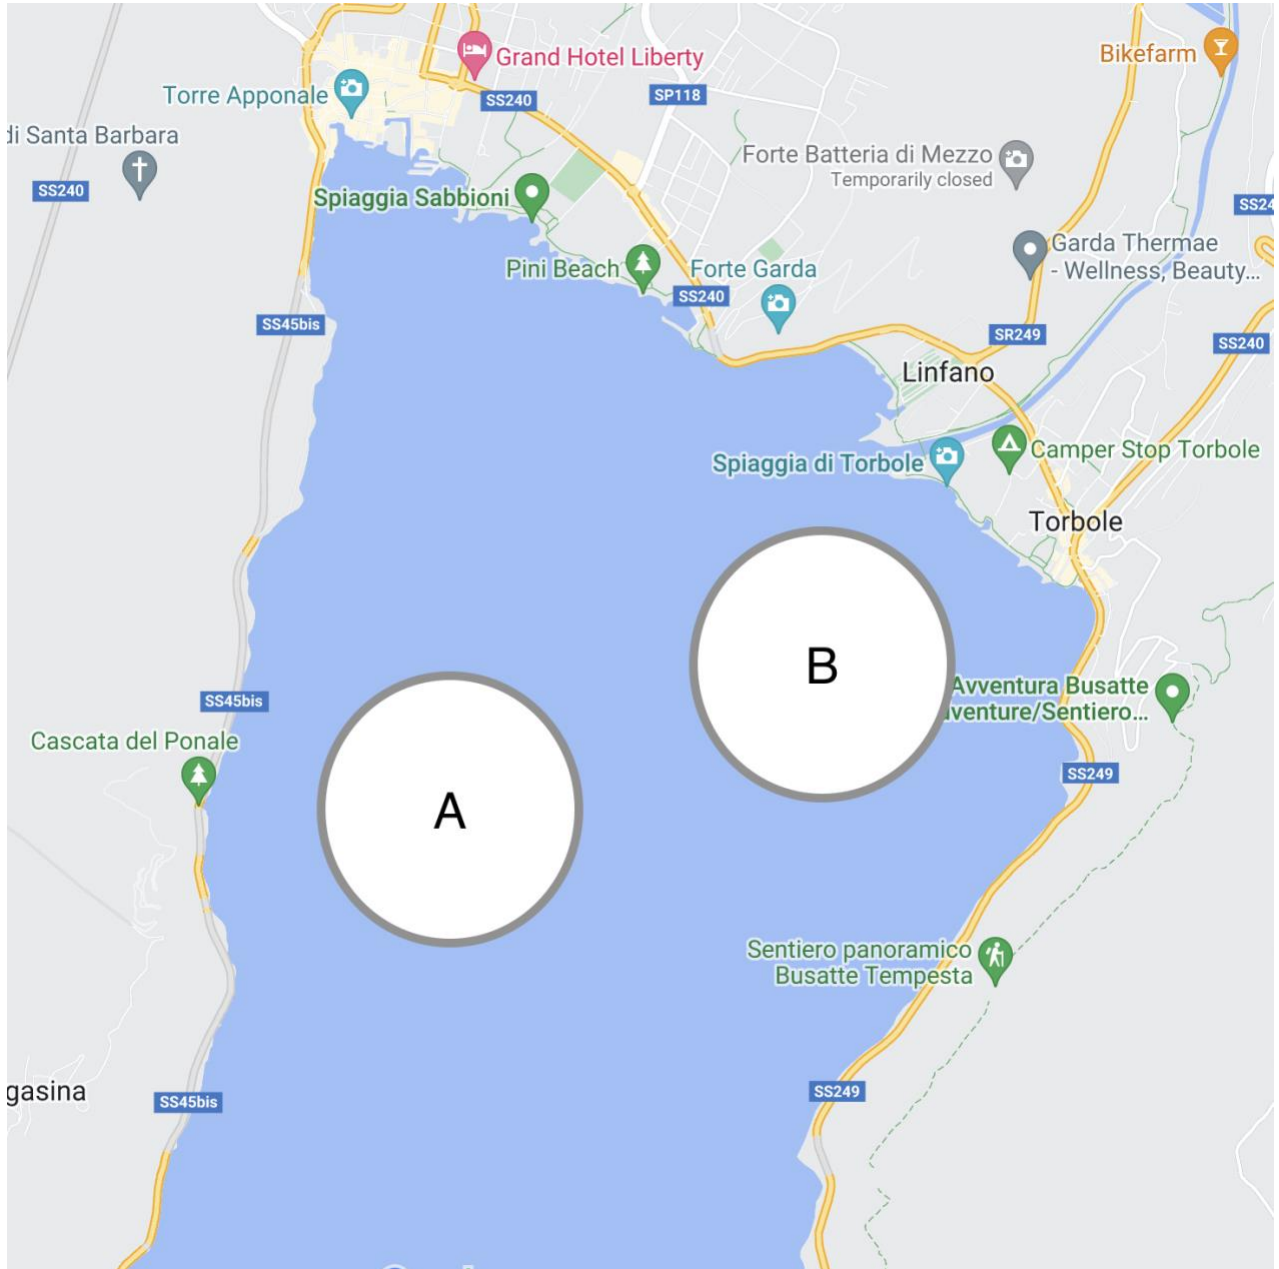 Grand Hotel Liberty
Bikefarm
Torre Apponale
SS240
SP118
di Santa Barbara
Forte Batteria di Mezzo
Temporarily closed
SS240
Spiaggia Sabbioni
SS24
Garda Thermae
- Wellness, Beauty...
Pini Beach
Forte Garda
SS240
SS45bis
SR249
SS240
Linfano
Camper Stop Torbole
Spiaggia di Torbole
Torbole
B
Avventura Busatte
venture/Sentiero...
SS45bis
Cascata del Ponale
SS249
A
Sentiero panoramico
Busatte Tempesta
gasina
SS249
SS45bis